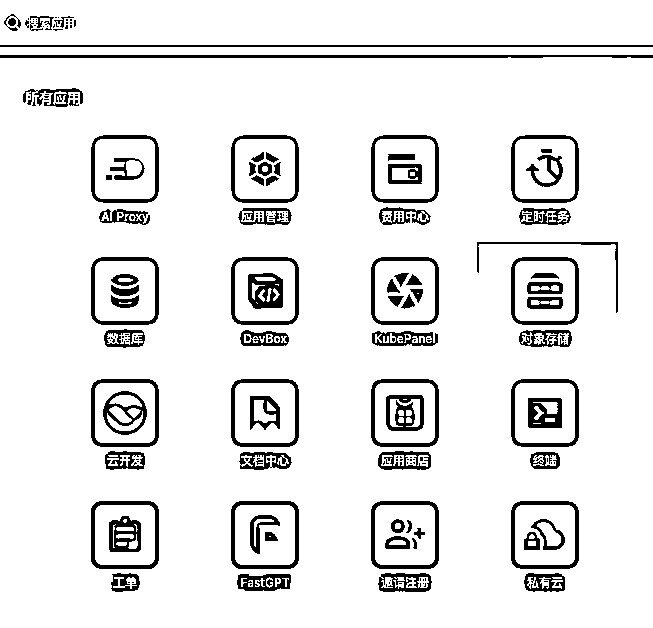 搜索应用
所有应用
AI Proxy 应用管理 费用中心 定时任务
数据库 DevBox KubePanel 对象存储
云开发 文档中心 应用商店 终端
工单 FastGPT 邀请注册 私有云